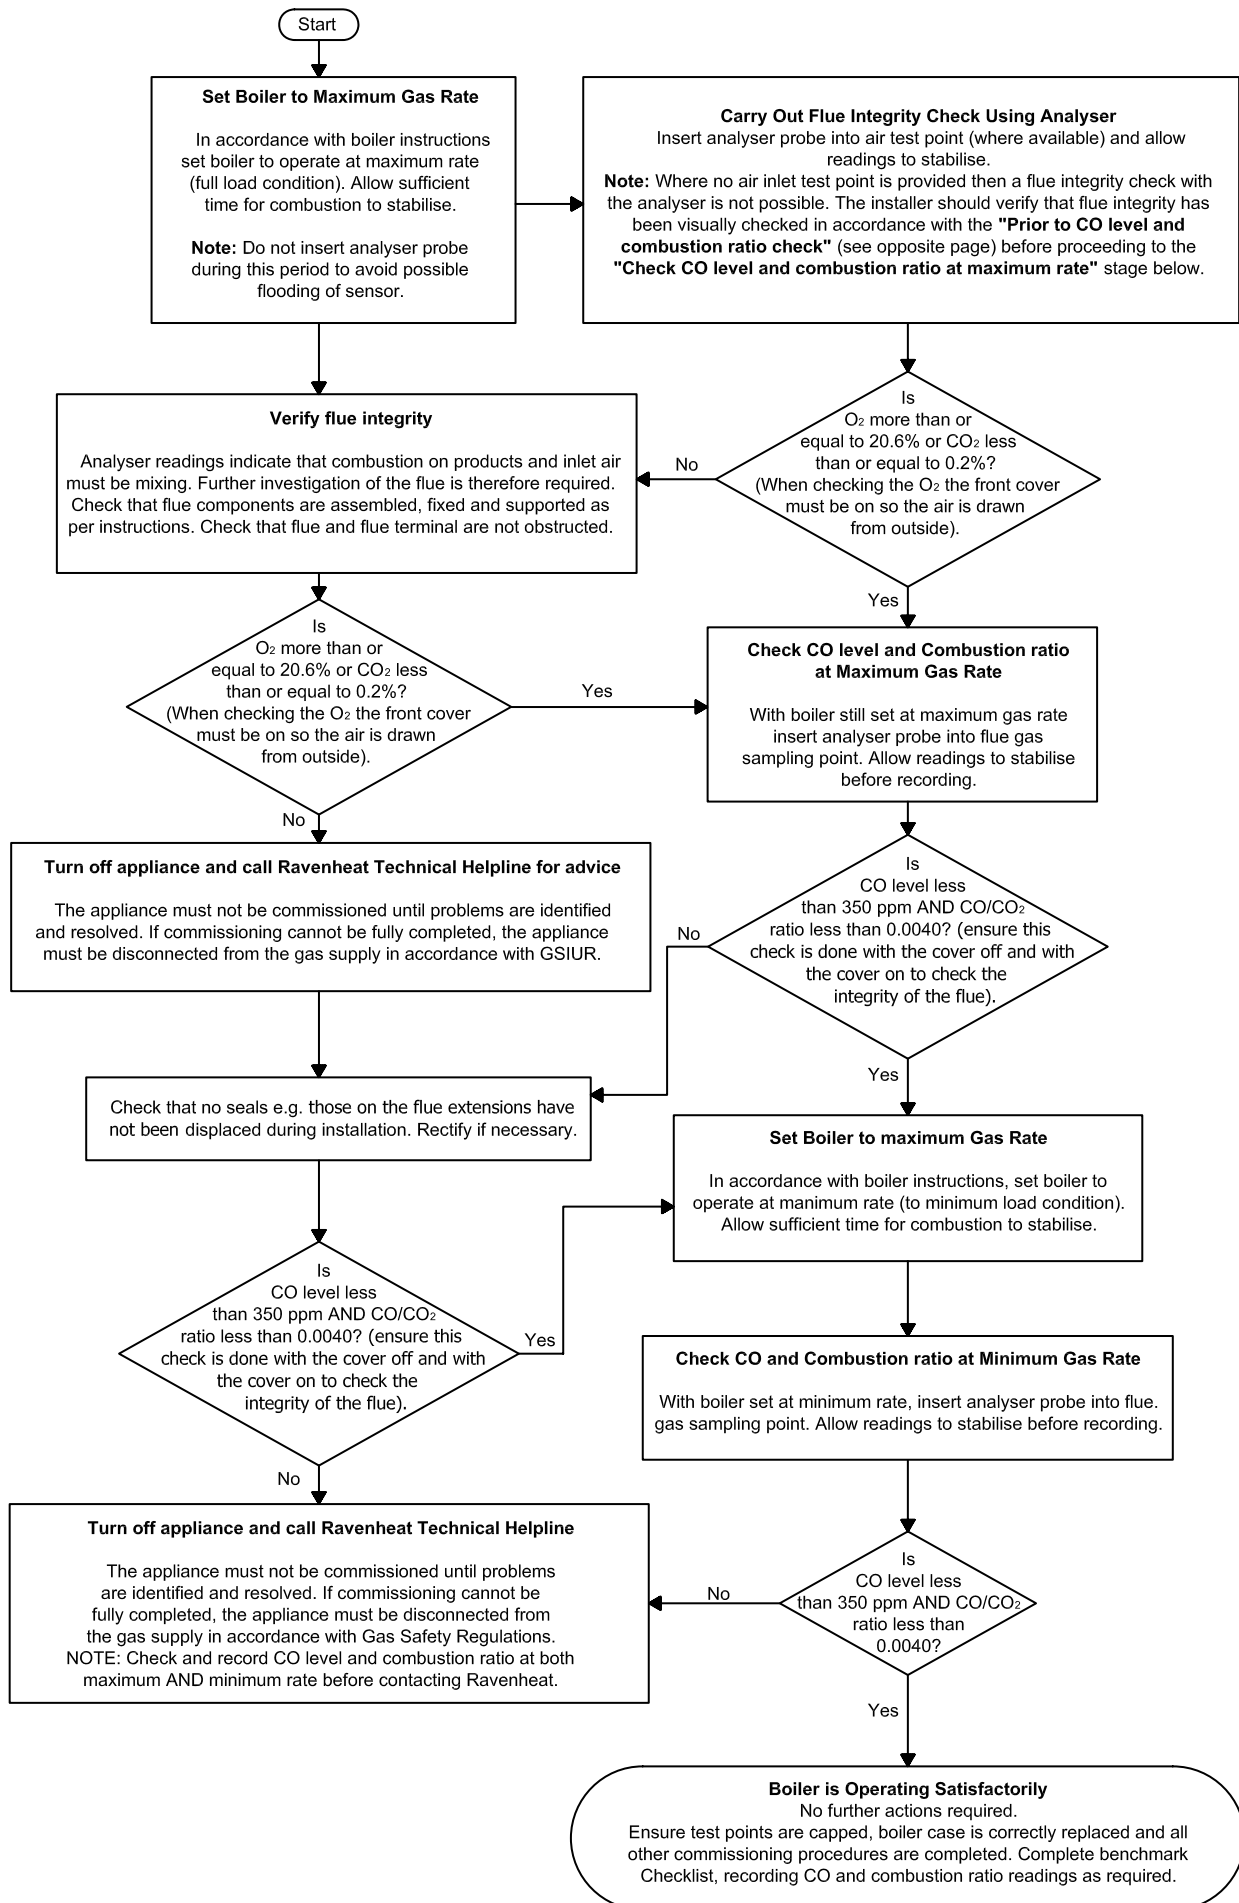 Start
Set Boiler to Maximum Gas Rate
In accordance with boiler instructions
set boiler to operate at maximum rate
(full load condition). Allow sufficient
time for combustion to stabilise.
Note: Do not insert analyser probe
during this period to avoid possible
flooding of sensor.
Carry Out Flue Integrity Check Using Analyser
Insert analyser probe into air test point (where available) and allow
readings to stabilise.
Note: Where no air inlet test point is provided then a flue integrity check with
the analyser is not possible. The installer should verify that flue integrity has
been visually checked in accordance with the "Prior to CO level and
combustion ratio check" (see opposite page) before proceeding to the
"Check CO level and combustion ratio at maximum rate" stage below.
Is
O₂ more than or
equal to 20.6% or CO₂ less
than or equal to 0.2%?
(When checking the O₂ the front cover
must be on so the air is drawn
from outside).
No
Yes
Verify flue integrity
Analyser readings indicate that combustion on products and inlet air
must be mixing. Further investigation of the flue is therefore required.
Check that flue components are assembled, fixed and supported as
per instructions. Check that flue and flue terminal are not obstructed.
Is
O₂ more than or
equal to 20.6% or CO₂ less
than or equal to 0.2%?
(When checking the O₂ the front cover
must be on so the air is drawn
from outside).
Yes
No
Check CO level and Combustion ratio
at Maximum Gas Rate
With boiler still set at maximum gas rate
insert analyser probe into flue gas
sampling point. Allow readings to stabilise
before recording.
Turn off appliance and call Ravenheat Technical Helpline for advice
The appliance must not be commissioned until problems are identified
and resolved. If commissioning cannot be fully completed, the appliance
must be disconnected from the gas supply in accordance with GSIUR.
Is
CO level less
than 350 ppm AND CO/CO₂
ratio less than 0.0040? (ensure this
check is done with the cover off and with
the cover on to check the
integrity of the flue).
No
Yes
Check that no seals e.g. those on the flue extensions have
not been displaced during installation. Rectify if necessary.
Set Boiler to maximum Gas Rate
In accordance with boiler instructions, set boiler to
operate at manimum rate (to minimum load condition).
Allow sufficient time for combustion to stabilise.
Is
CO level less
than 350 ppm AND CO/CO₂
ratio less than 0.0040? (ensure this
check is done with the cover off and with
the cover on to check the
integrity of the flue).
Yes
No
Check CO and Combustion ratio at Minimum Gas Rate
With boiler set at minimum rate, insert analyser probe into flue.
gas sampling point. Allow readings to stabilise before recording.
Turn off appliance and call Ravenheat Technical Helpline
The appliance must not be commissioned until problems
are identified and resolved. If commissioning cannot be
fully completed, the appliance must be disconnected from
the gas supply in accordance with Gas Safety Regulations.
NOTE: Check and record CO level and combustion ratio at both
maximum AND minimum rate before contacting Ravenheat.
Is
CO level less
than 350 ppm AND CO/CO₂
ratio less than
0.0040?
No
Yes
Boiler is Operating Satisfactorily
No further actions required.
Ensure test points are capped, boiler case is correctly replaced and all
other commissioning procedures are completed. Complete benchmark
Checklist, recording CO and combustion ratio readings as required.